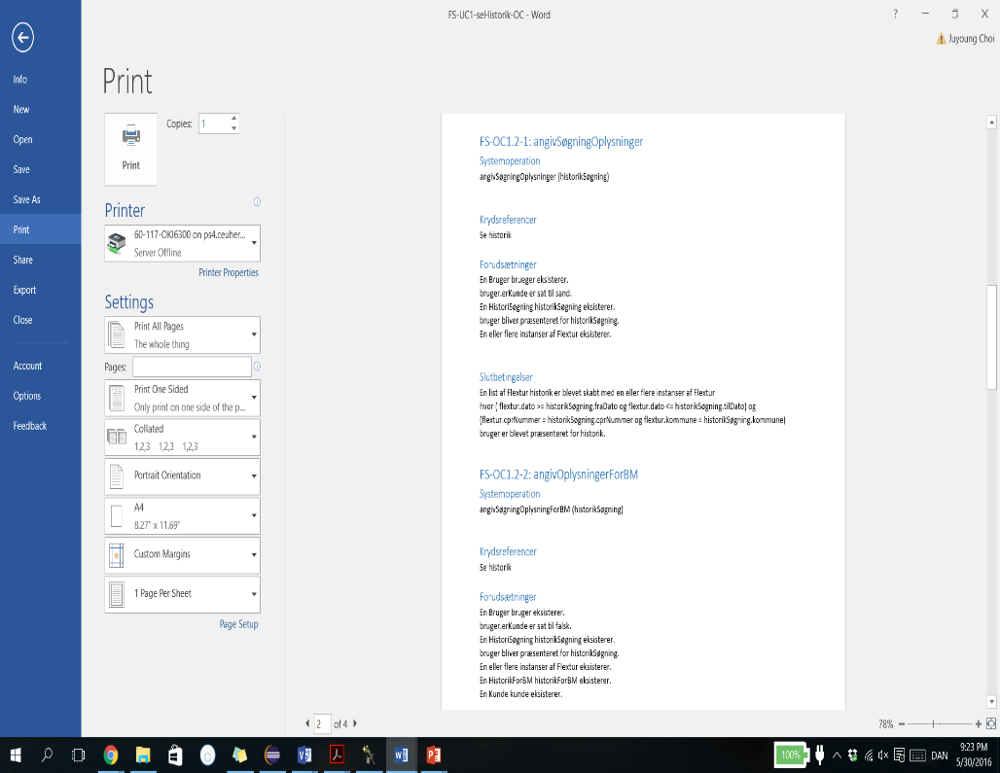 FS-UC1-seHistorik-OC - Word
?
Juyoung Choi
Info
New
Open
Save
Save As
Print
Share
Export
Close
Account
Options
Feedback
Print
Print
Copies: 1
Printer
60-117-OKI6300 on ps4.ceuher...
Server Offline
Printer Properties
Settings
Print All Pages
The whole thing
Pages:
Print One Sided
Only print on one side of the p...
Collated
1,2,3 1,2,3 1,2,3
Portrait Orientation
A4
8.27" x 11.69"
Custom Margins
1 Page Per Sheet
Page Setup
FS-OC1.2-1: angivSøgningOplysninger
Systemoperation
angivSøgningOplysninger (historikSøgning)
Krydsreferencer
Se historik
Forudsætninger
En Bruger brueger eksisterer.
bruger.erKunde er sat til sand.
En HistoriSøgning historikSøgning eksisterer.
bruger bliver præsenteret for historikSøgning.
En eller flere instanser af Flextur eksisterer.
Slutbetingelser
En list af Flextur historik er blevet skabt med en eller flere instanser af Flextur
hvor ( flextur.dato >= historikSøgning.fraDato og flextur.dato <= historikSøgning.tilDato) og
(flextur.cprNummer = historikSøgning.cprNummer og flextur.kommune = historikSøgning.kommune)
bruger er blevet præsenteret for historik.
FS-OC1.2-2: angivOplysningerForBM
Systemoperation
angivSøgningOplysningForBM (historikSøgning)
Krydsreferencer
Se historik
Forudsætninger
En Bruger bruger eksisterer.
bruger.erKunde er sat til falsk.
En HistoriSøgning historikSøgning eksisterer.
bruger bliver præsenteret for historikSøgning.
En eller flere instanser af Flextur eksisterer.
En HistorikForBM historikForBM eksisterer.
En Kunde kunde eksisterer.
2 of 4
78%
100%
DAN
9:23 PM
5/30/2016